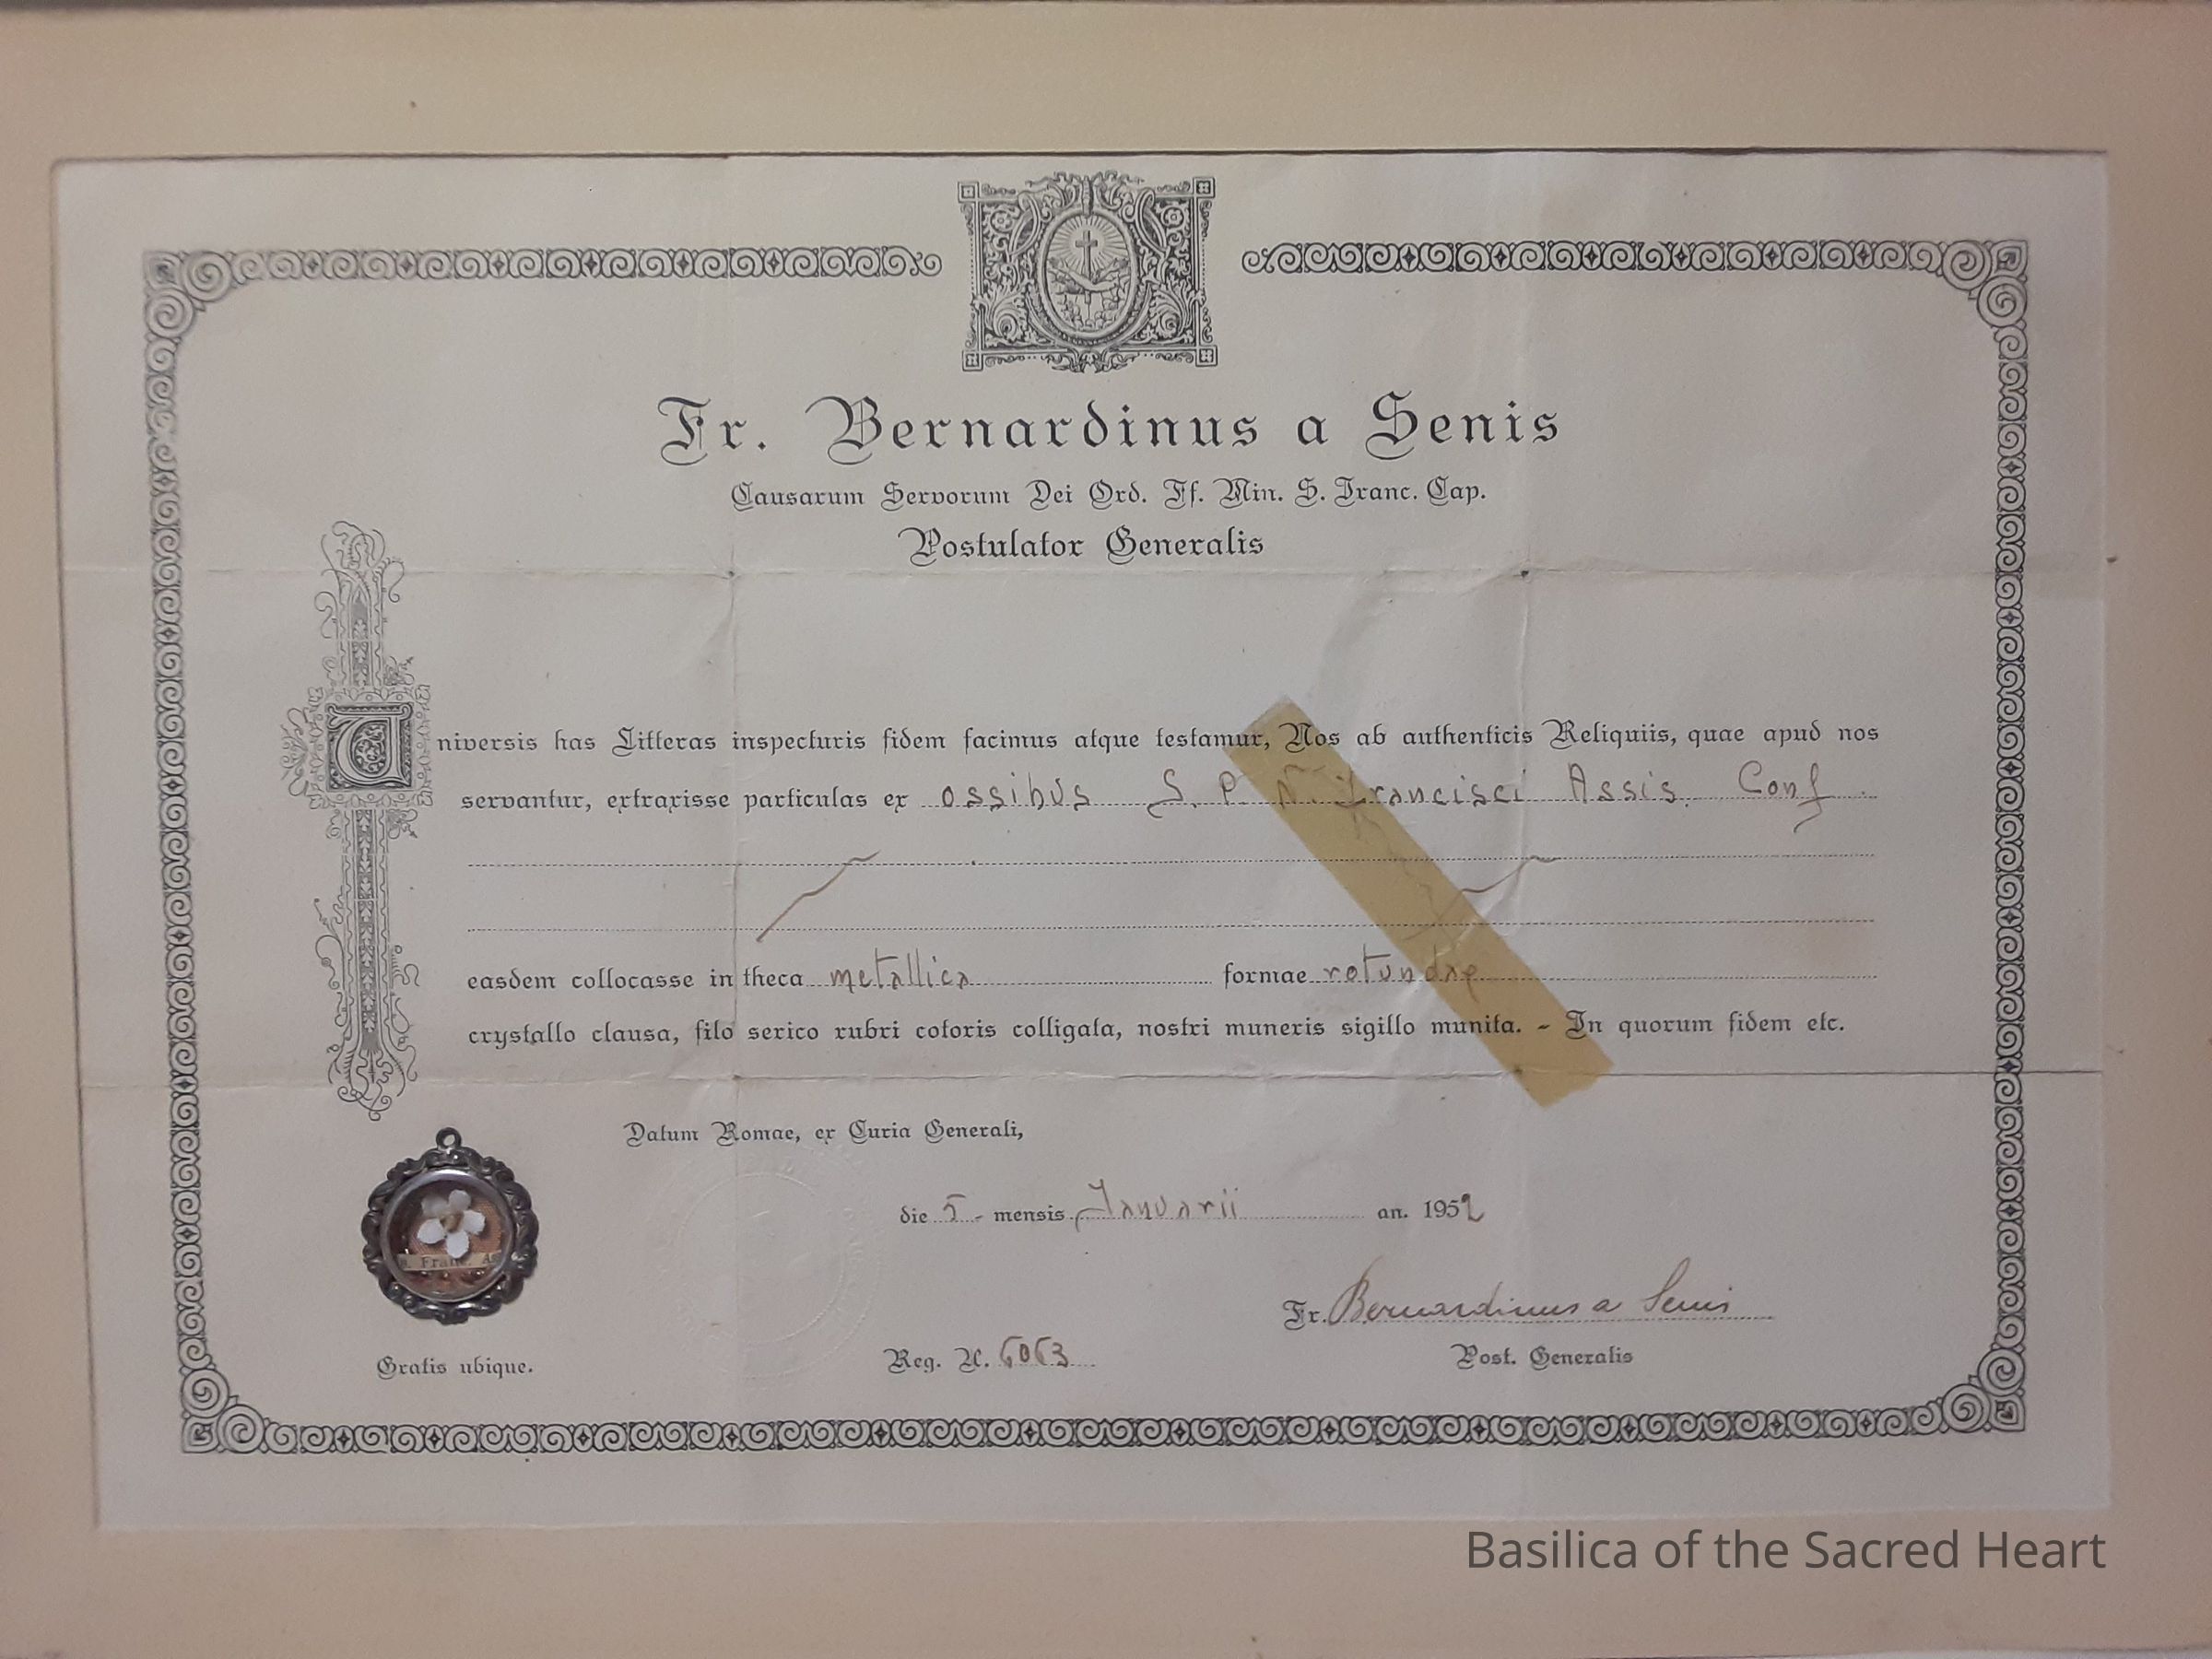 Fr. Bernardinus a Senis
Causarum Servorum Dei Ord. Ff. Min. S. Franc. Cap.
Postulator Generalis
Universis has Litteras inspecturis fidem facimus atque testamur, Nos ab authenticis Reliquiis, quae apud nos
servantur, extraxisse particulas ex ossibus S. P. N. Francisci Assis. Conf.
easdem collocasse in theca metallica formae rotundae
crystallo clausa, filo serico rubri coloris colligata, nostri muneris sigillo munita. - In quorum fidem etc.
Datum Romae, ex Curia Generali,
die 5 - mensis Januarii an. 1952
. Franc. As
Fr. Bernardinus a Senis
Gratis ubique.
Reg. N. 6063
Post. Generalis
Basilica of the Sacred Heart